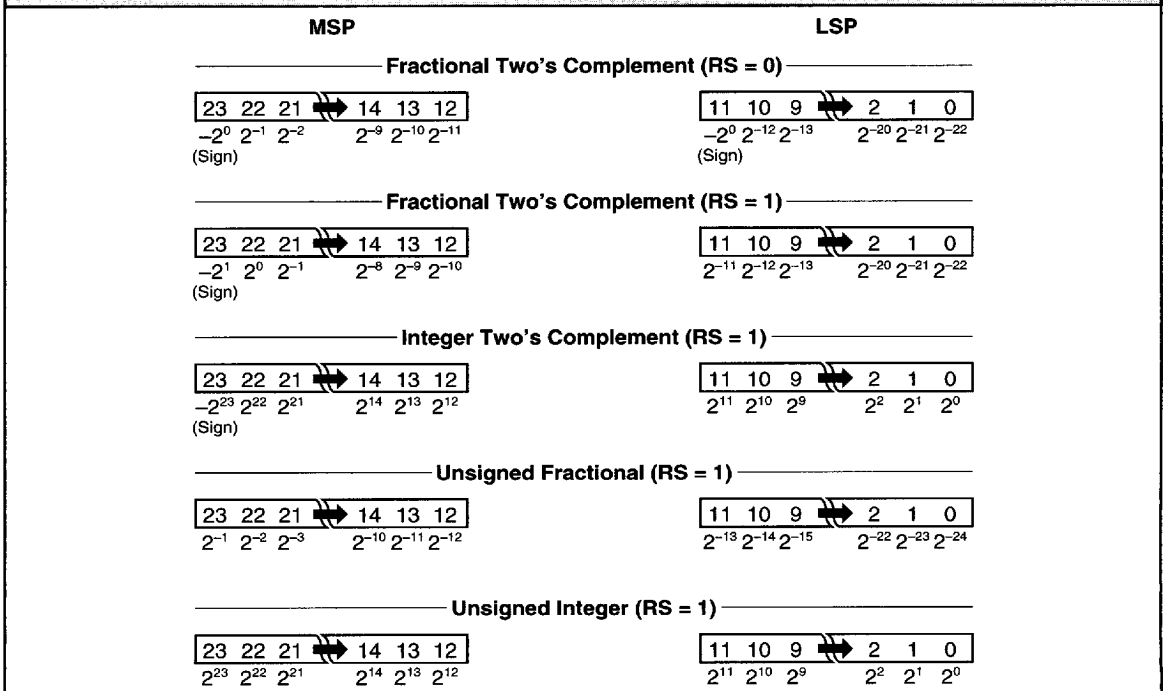 MSP LSP
Fractional Two's Complement (RS = 0)
23 22 21 14 13 12 11 10 9 2 1 0
–2⁰ 2⁻¹ 2⁻² 2⁻⁹ 2⁻¹⁰ 2⁻¹¹ –2⁰ 2⁻¹² 2⁻¹³ 2⁻²⁰ 2⁻²¹ 2⁻²²
(Sign) (Sign)
Fractional Two's Complement (RS = 1)
23 22 21 14 13 12 11 10 9 2 1 0
–2¹ 2⁰ 2⁻¹ 2⁻⁸ 2⁻⁹ 2⁻¹⁰ 2⁻¹¹ 2⁻¹² 2⁻¹³ 2⁻²⁰ 2⁻²¹ 2⁻²²
(Sign)
Integer Two's Complement (RS = 1)
23 22 21 14 13 12 11 10 9 2 1 0
–2²³ 2²² 2²¹ 2¹⁴ 2¹³ 2¹² 2¹¹ 2¹⁰ 2⁹ 2² 2¹ 2⁰
(Sign)
Unsigned Fractional (RS = 1)
23 22 21 14 13 12 11 10 9 2 1 0
2⁻¹ 2⁻² 2⁻³ 2⁻¹⁰ 2⁻¹¹ 2⁻¹² 2⁻¹³ 2⁻¹⁴ 2⁻¹⁵ 2⁻²² 2⁻²³ 2⁻²⁴
Unsigned Integer (RS = 1)
23 22 21 14 13 12 11 10 9 2 1 0
2²³ 2²² 2²¹ 2¹⁴ 2¹³ 2¹² 2¹¹ 2¹⁰ 2⁹ 2² 2¹ 2⁰